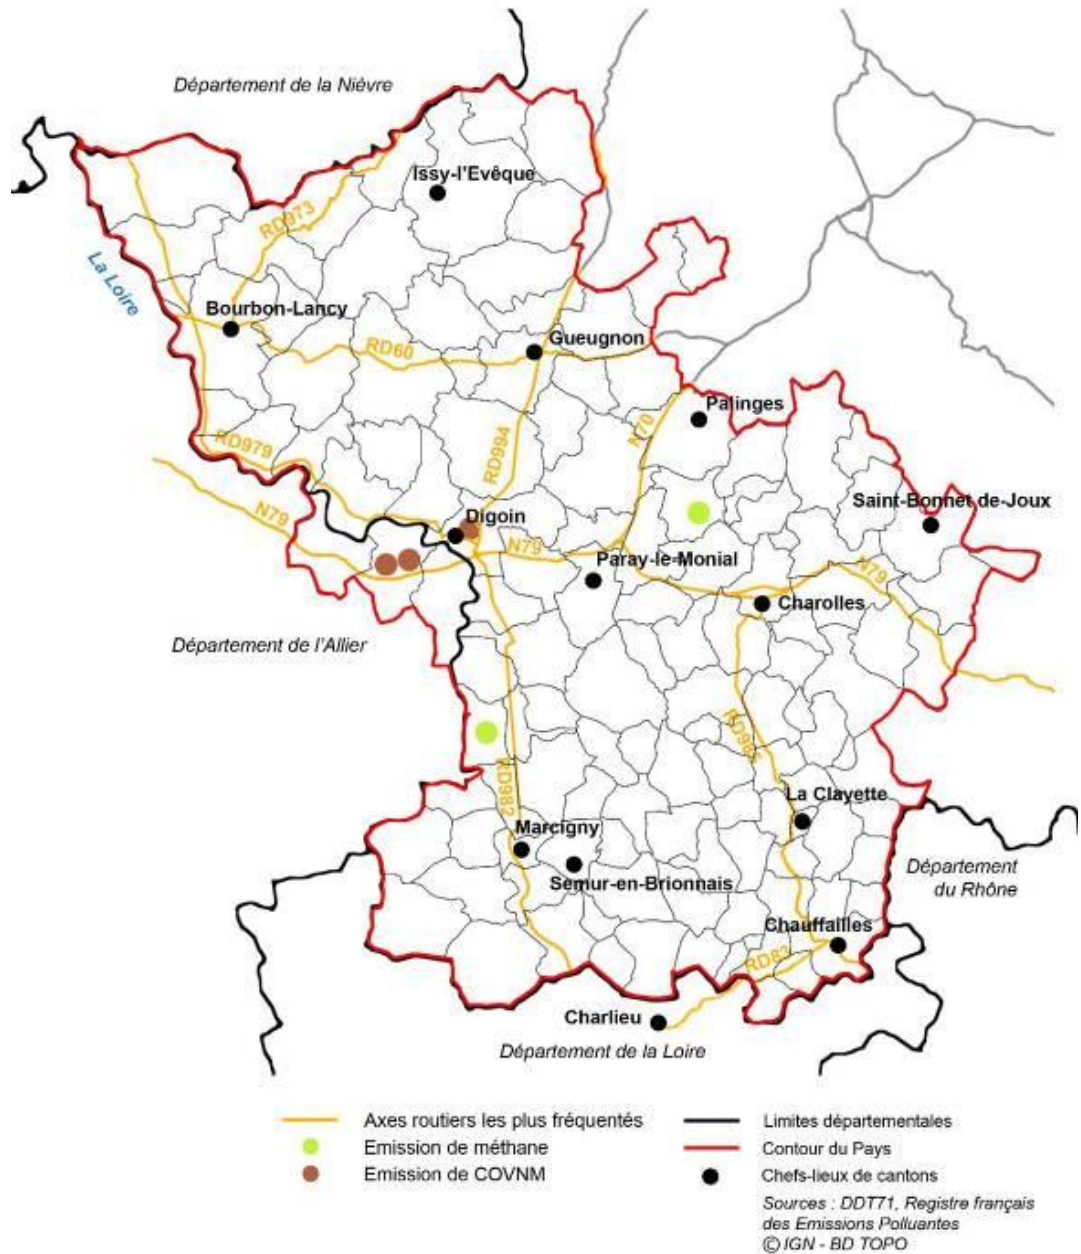 Département de la Nièvre
Issy-l'Evêque
RD973
La Loire
Bourbon-Lancy
Gueugnon
RD60
Palinges
N70
RD979
RD994
Saint-Bonnet-de-Joux
N79
Digoin
N79
Paray-le-Monial
N79
Charolles
Département de l'Allier
RD985
RD982
La Clayette
Marcigny
Département
du Rhône
Semur-en-Brionnais
Chauffailles
RD83
Charlieu
Département de la Loire
Axes routiers les plus fréquentés
Emission de méthane
Emission de COVNM
Limites départementales
Contour du Pays
Chefs-lieux de cantons
Sources : DDT71, Registre français
des Emissions Polluantes
© IGN - BD TOPO